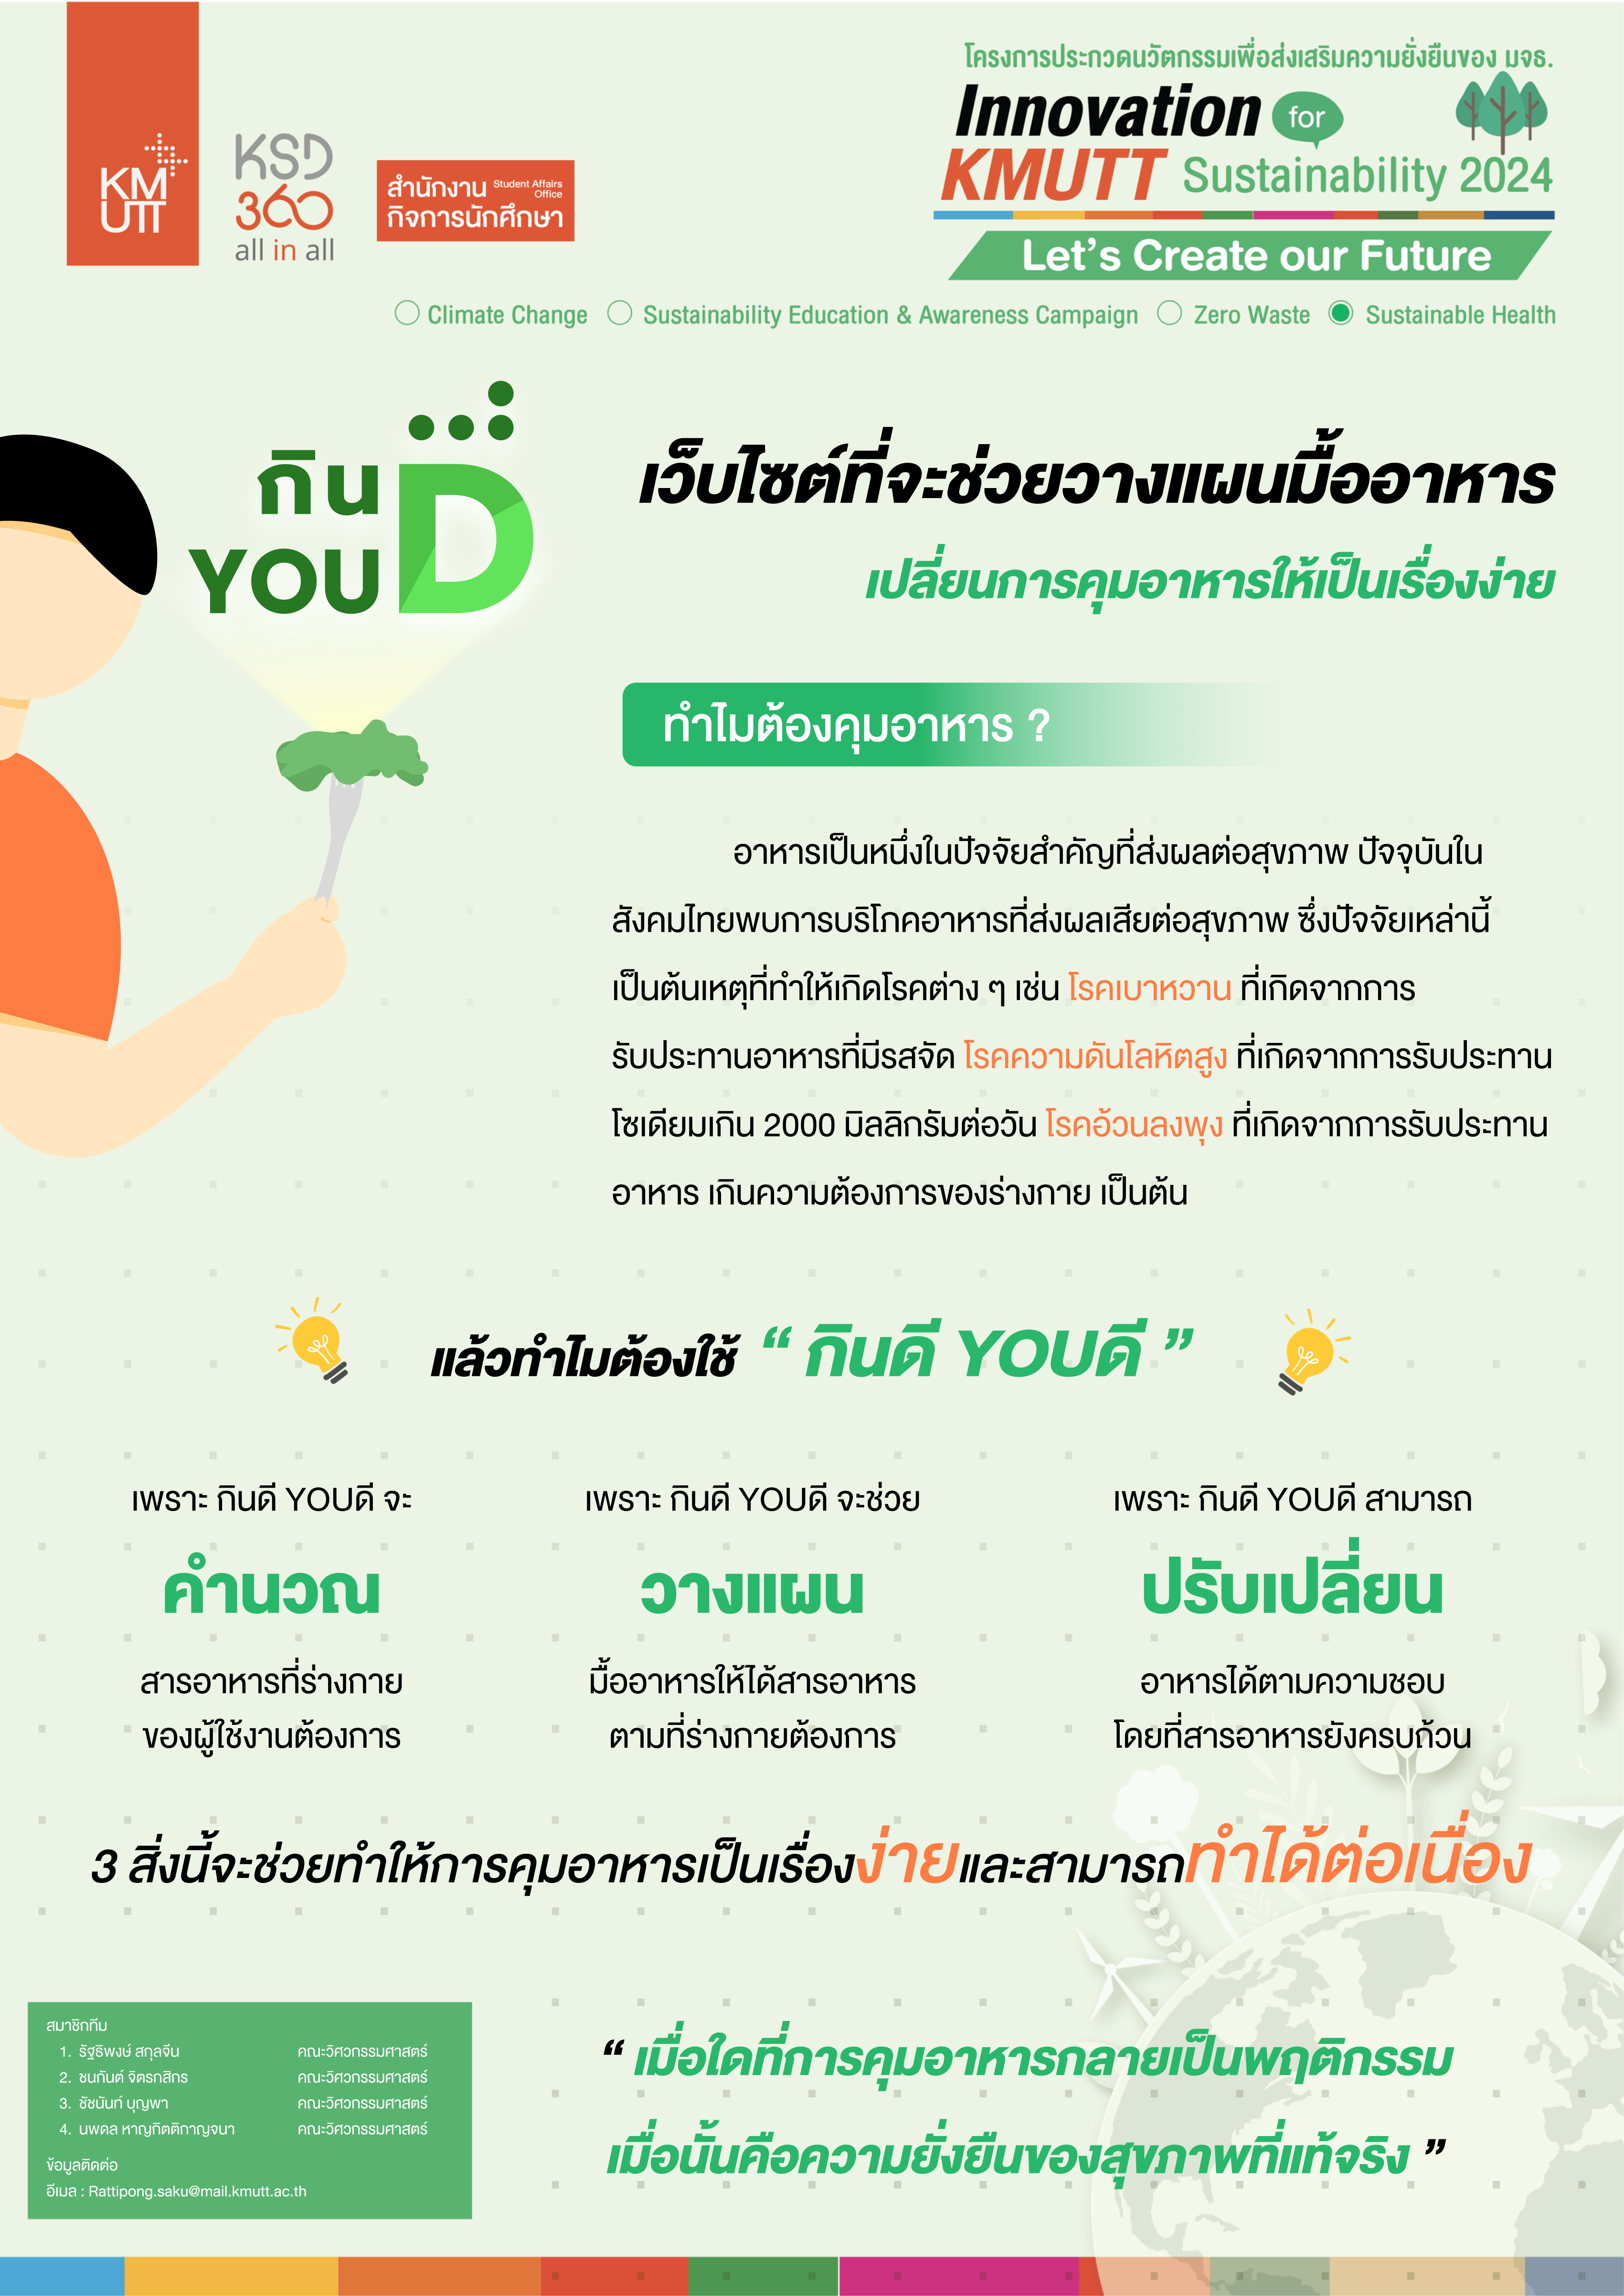 โครงการประกวดนวัตกรรมเพื่อส่งเสริมความยั่งยืนของ มจธ.
Innovation for
KMUTT Sustainability 2024
Let's Create our Future
KM
UTT
KSD
360
all in all
สำนักงาน Student Affairs Office
กิจการนักศึกษา
Climate Change Sustainability Education & Awareness Campaign Zero Waste Sustainable Health
กิน
YOU D
เว็บไซต์ที่จะช่วยวางแผนมื้ออาหาร
เปลี่ยนการคุมอาหารให้เป็นเรื่องง่าย
ทำไมต้องคุมอาหาร ?
อาหารเป็นหนึ่งในปัจจัยสำคัญที่ส่งผลต่อสุขภาพ ปัจจุบันใน
สังคมไทยพบการบริโภคอาหารที่ส่งผลเสียต่อสุขภาพ ซึ่งปัจจัยเหล่านี้
เป็นต้นเหตุที่ทำให้เกิดโรคต่าง ๆ เช่น โรคเบาหวาน ที่เกิดจากการ
รับประทานอาหารที่มีรสจัด โรคความดันโลหิตสูง ที่เกิดจากการรับประทาน
โซเดียมเกิน 2000 มิลลิกรัมต่อวัน โรคอ้วนลงพุง ที่เกิดจากการรับประทาน
อาหาร เกินความต้องการของร่างกาย เป็นต้น
แล้วทำไมต้องใช้ “ กินดี YOUดี ”
เพราะ กินดี YOUดี จะ
คำนวณ
สารอาหารที่ร่างกาย
ของผู้ใช้งานต้องการ
เพราะ กินดี YOUดี จะช่วย
วางแผน
มื้ออาหารให้ได้สารอาหาร
ตามที่ร่างกายต้องการ
เพราะ กินดี YOUดี สามารถ
ปรับเปลี่ยน
อาหารได้ตามความชอบ
โดยที่สารอาหารยังครบถ้วน
3 สิ่งนี้จะช่วยทำให้การคุมอาหารเป็นเรื่องง่ายและสามารถทำได้ต่อเนื่อง
สมาชิกทีม
1. รัฐธิพงษ์ สกุลจีน คณะวิศวกรรมศาสตร์
2. ชนกันต์ จิตรกสิกร คณะวิศวกรรมศาสตร์
3. ชัชนันท์ บุญพา คณะวิศวกรรมศาสตร์
4. นพดล หาญกิตติกาญจนา คณะวิศวกรรมศาสตร์
ข้อมูลติดต่อ
อีเมล : Rattipong.saku@mail.kmutt.ac.th
“ เมื่อใดที่การคุมอาหารกลายเป็นพฤติกรรม
เมื่อนั้นคือความยั่งยืนของสุขภาพที่แท้จริง ”